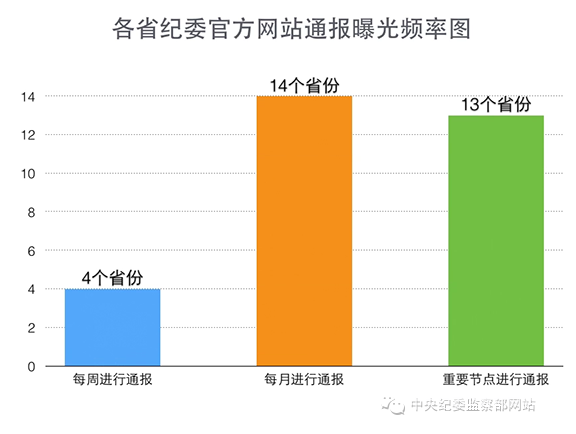 各省纪委官方网站通报曝光频率图
14个省份
13个省份
4个省份
14
12
10
8
6
4
2
0
每周进行通报
每月进行通报
重要节点进行通报
中央纪委监察部网站